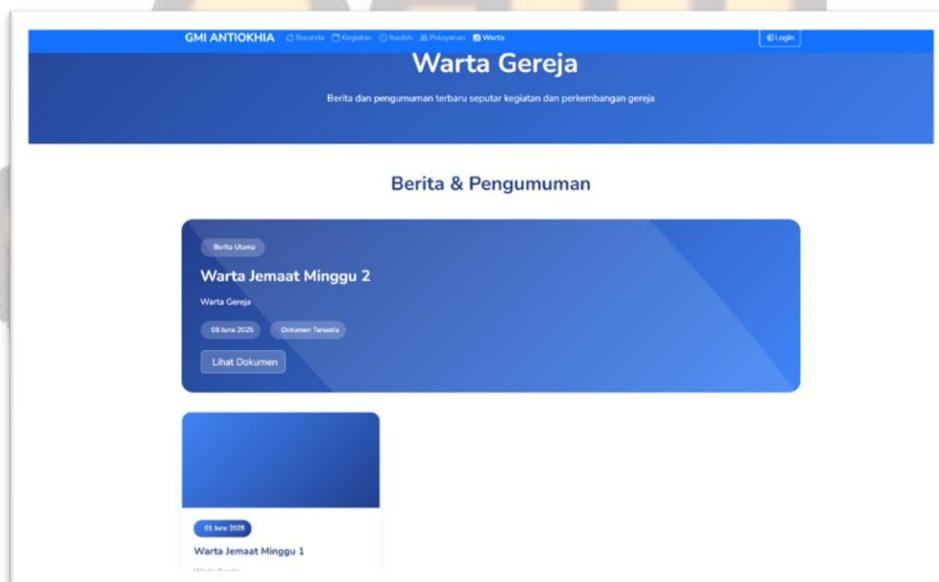 GMI ANTIOKHIA Beranda Kegiatan Ibadah Pelayanan Warta Login
Warta Gereja
Berita dan pengumuman terbaru seputar kegiatan dan perkembangan gereja
Berita & Pengumuman
Berita Utama
Warta Jemaat Minggu 2
Warta Gereja
08 June 2025 Dokumen Tersedia
Lihat Dokumen
01 June 2025
Warta Jemaat Minggu 1